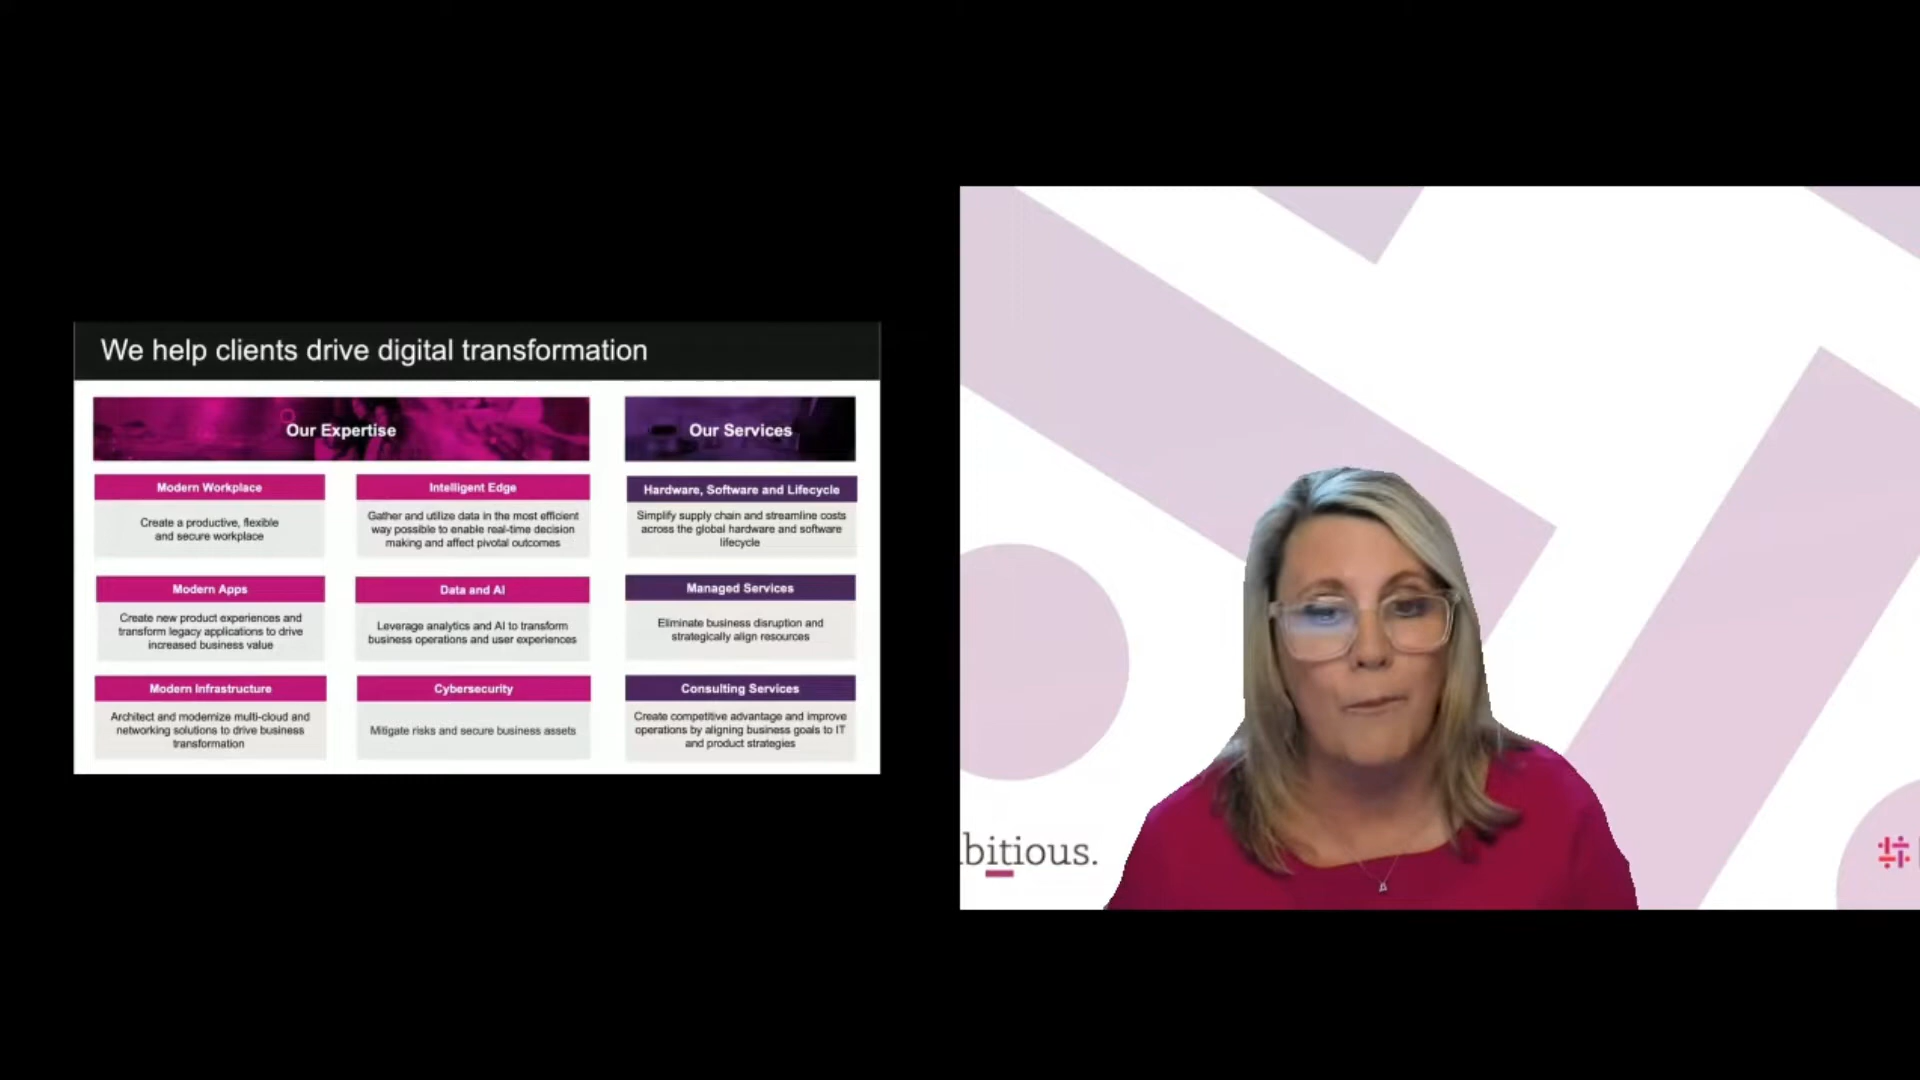 We help clients drive digital transformation
Our Expertise
Our Services
Modern Workplace
Create a productive, flexible
and secure workplace
Intelligent Edge
Gather and utilize data in the most efficient
way possible to enable real-time decision
making and affect pivotal outcomes
Hardware, Software and Lifecycle
Simplify supply chain and streamline costs
across the global hardware and software
lifecycle
Modern Apps
Create new product experiences and
transform legacy applications to drive
increased business value
Data and AI
Leverage analytics and AI to transform
business operations and user experiences
Managed Services
Eliminate business disruption and
strategically align resources
Modern Infrastructure
Architect and modernize multi-cloud and
networking solutions to drive business
transformation
Cybersecurity
Mitigate risks and secure business assets
Consulting Services
Create competitive advantage and improve
operations by aligning business goals to IT
and product strategies
bitious.